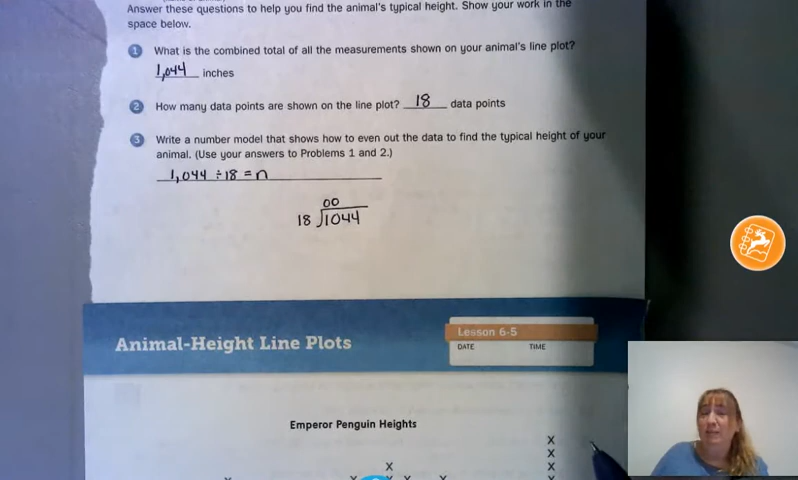 Answer these questions to help you find the animal's typical height. Show your work in the
space below.
1 What is the combined total of all the measurements shown on your animal's line plot?
1,044 inches
2 How many data points are shown on the line plot? 18 data points
3 Write a number model that shows how to even out the data to find the typical height of your
animal. (Use your answers to Problems 1 and 2.)
1,044 ÷ 18 = n
00
18 1044
Animal-Height Line Plots
Lesson 6-5
DATE TIME
Emperor Penguin Heights
X
X
X X